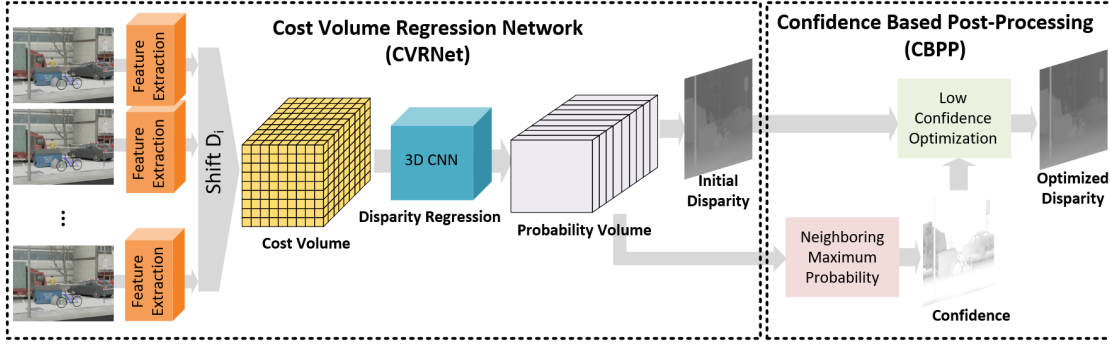 Cost Volume Regression Network
(CVRNet)
Feature
Extraction
Feature
Extraction
⋮
Feature
Extraction
Shift Di
Cost Volume
3D CNN
Disparity Regression
Probability Volume
Initial
Disparity
Confidence Based Post-Processing
(CBPP)
Low
Confidence
Optimization
Optimized
Disparity
Neighboring
Maximum
Probability
Confidence